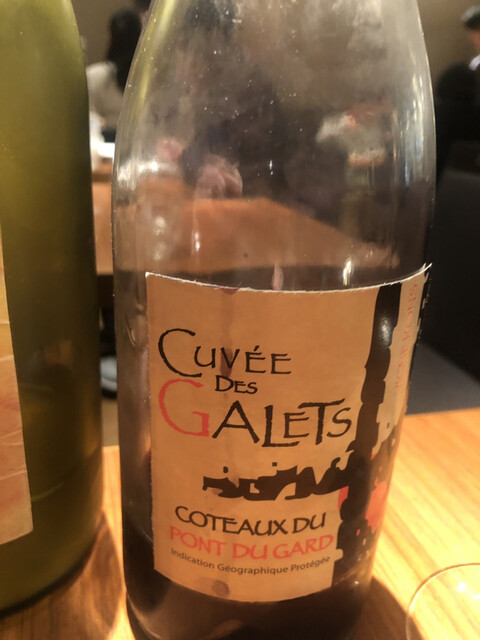 CUVÉE
DES
GALETS
COTEAUX DU
PONT DU GARD
Indication Géographique Protégée